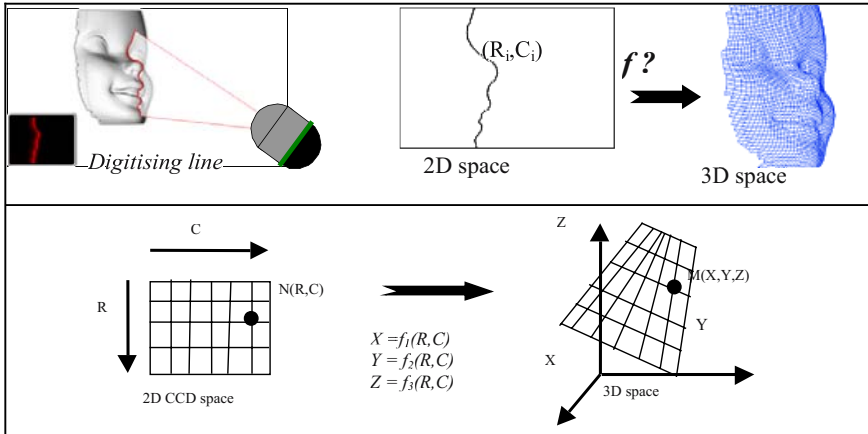 Digitising line
(Ri,Ci)
2D space
f ?
3D space
C
R
N(R,C)
2D CCD space
X =f1(R,C)
Y = f2(R,C)
Z = f3(R,C)
Z
M(X,Y,Z)
Y
X
3D space